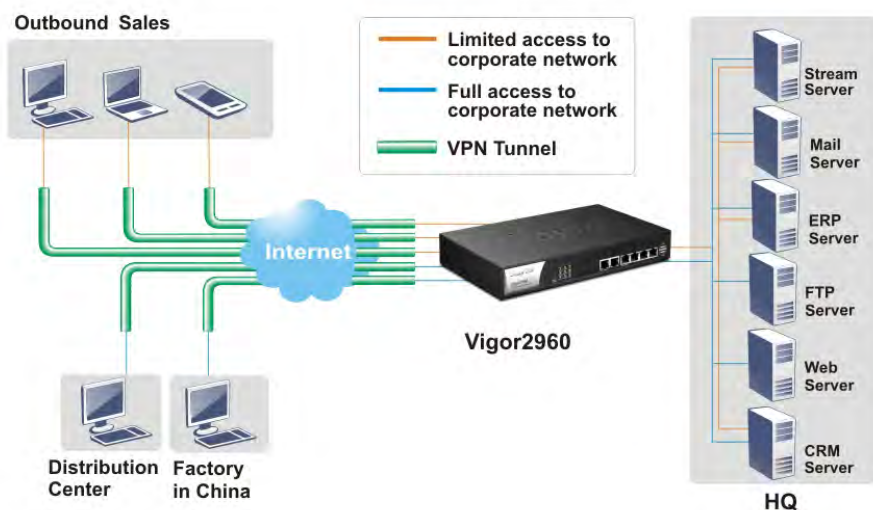 Outbound Sales
Limited access to
corporate network
Full access to
corporate network
VPN Tunnel
Internet
Vigor2960
Distribution
Center
Factory
in China
Stream
Server
Mail
Server
ERP
Server
FTP
Server
Web
Server
CRM
Server
HQ